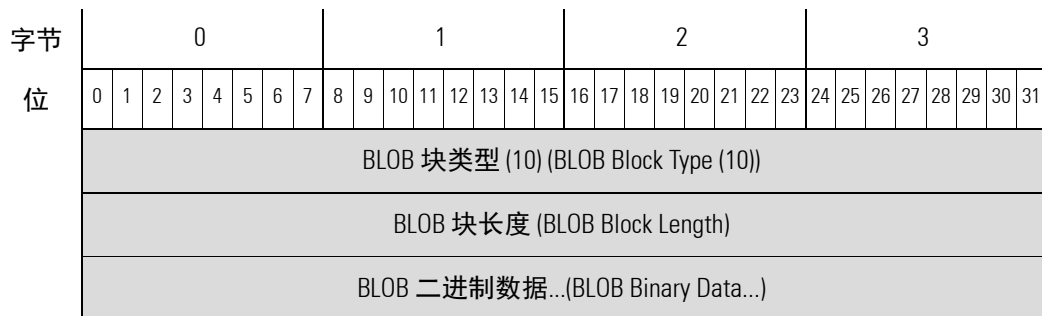 字节 0 1 2 3
位 0 1 2 3 4 5 6 7 8 9 10 11 12 13 14 15 16 17 18 19 20 21 22 23 24 25 26 27 28 29 30 31
BLOB 块类型 (10) (BLOB Block Type (10))
BLOB 块长度 (BLOB Block Length)
BLOB 二进制数据...(BLOB Binary Data...)